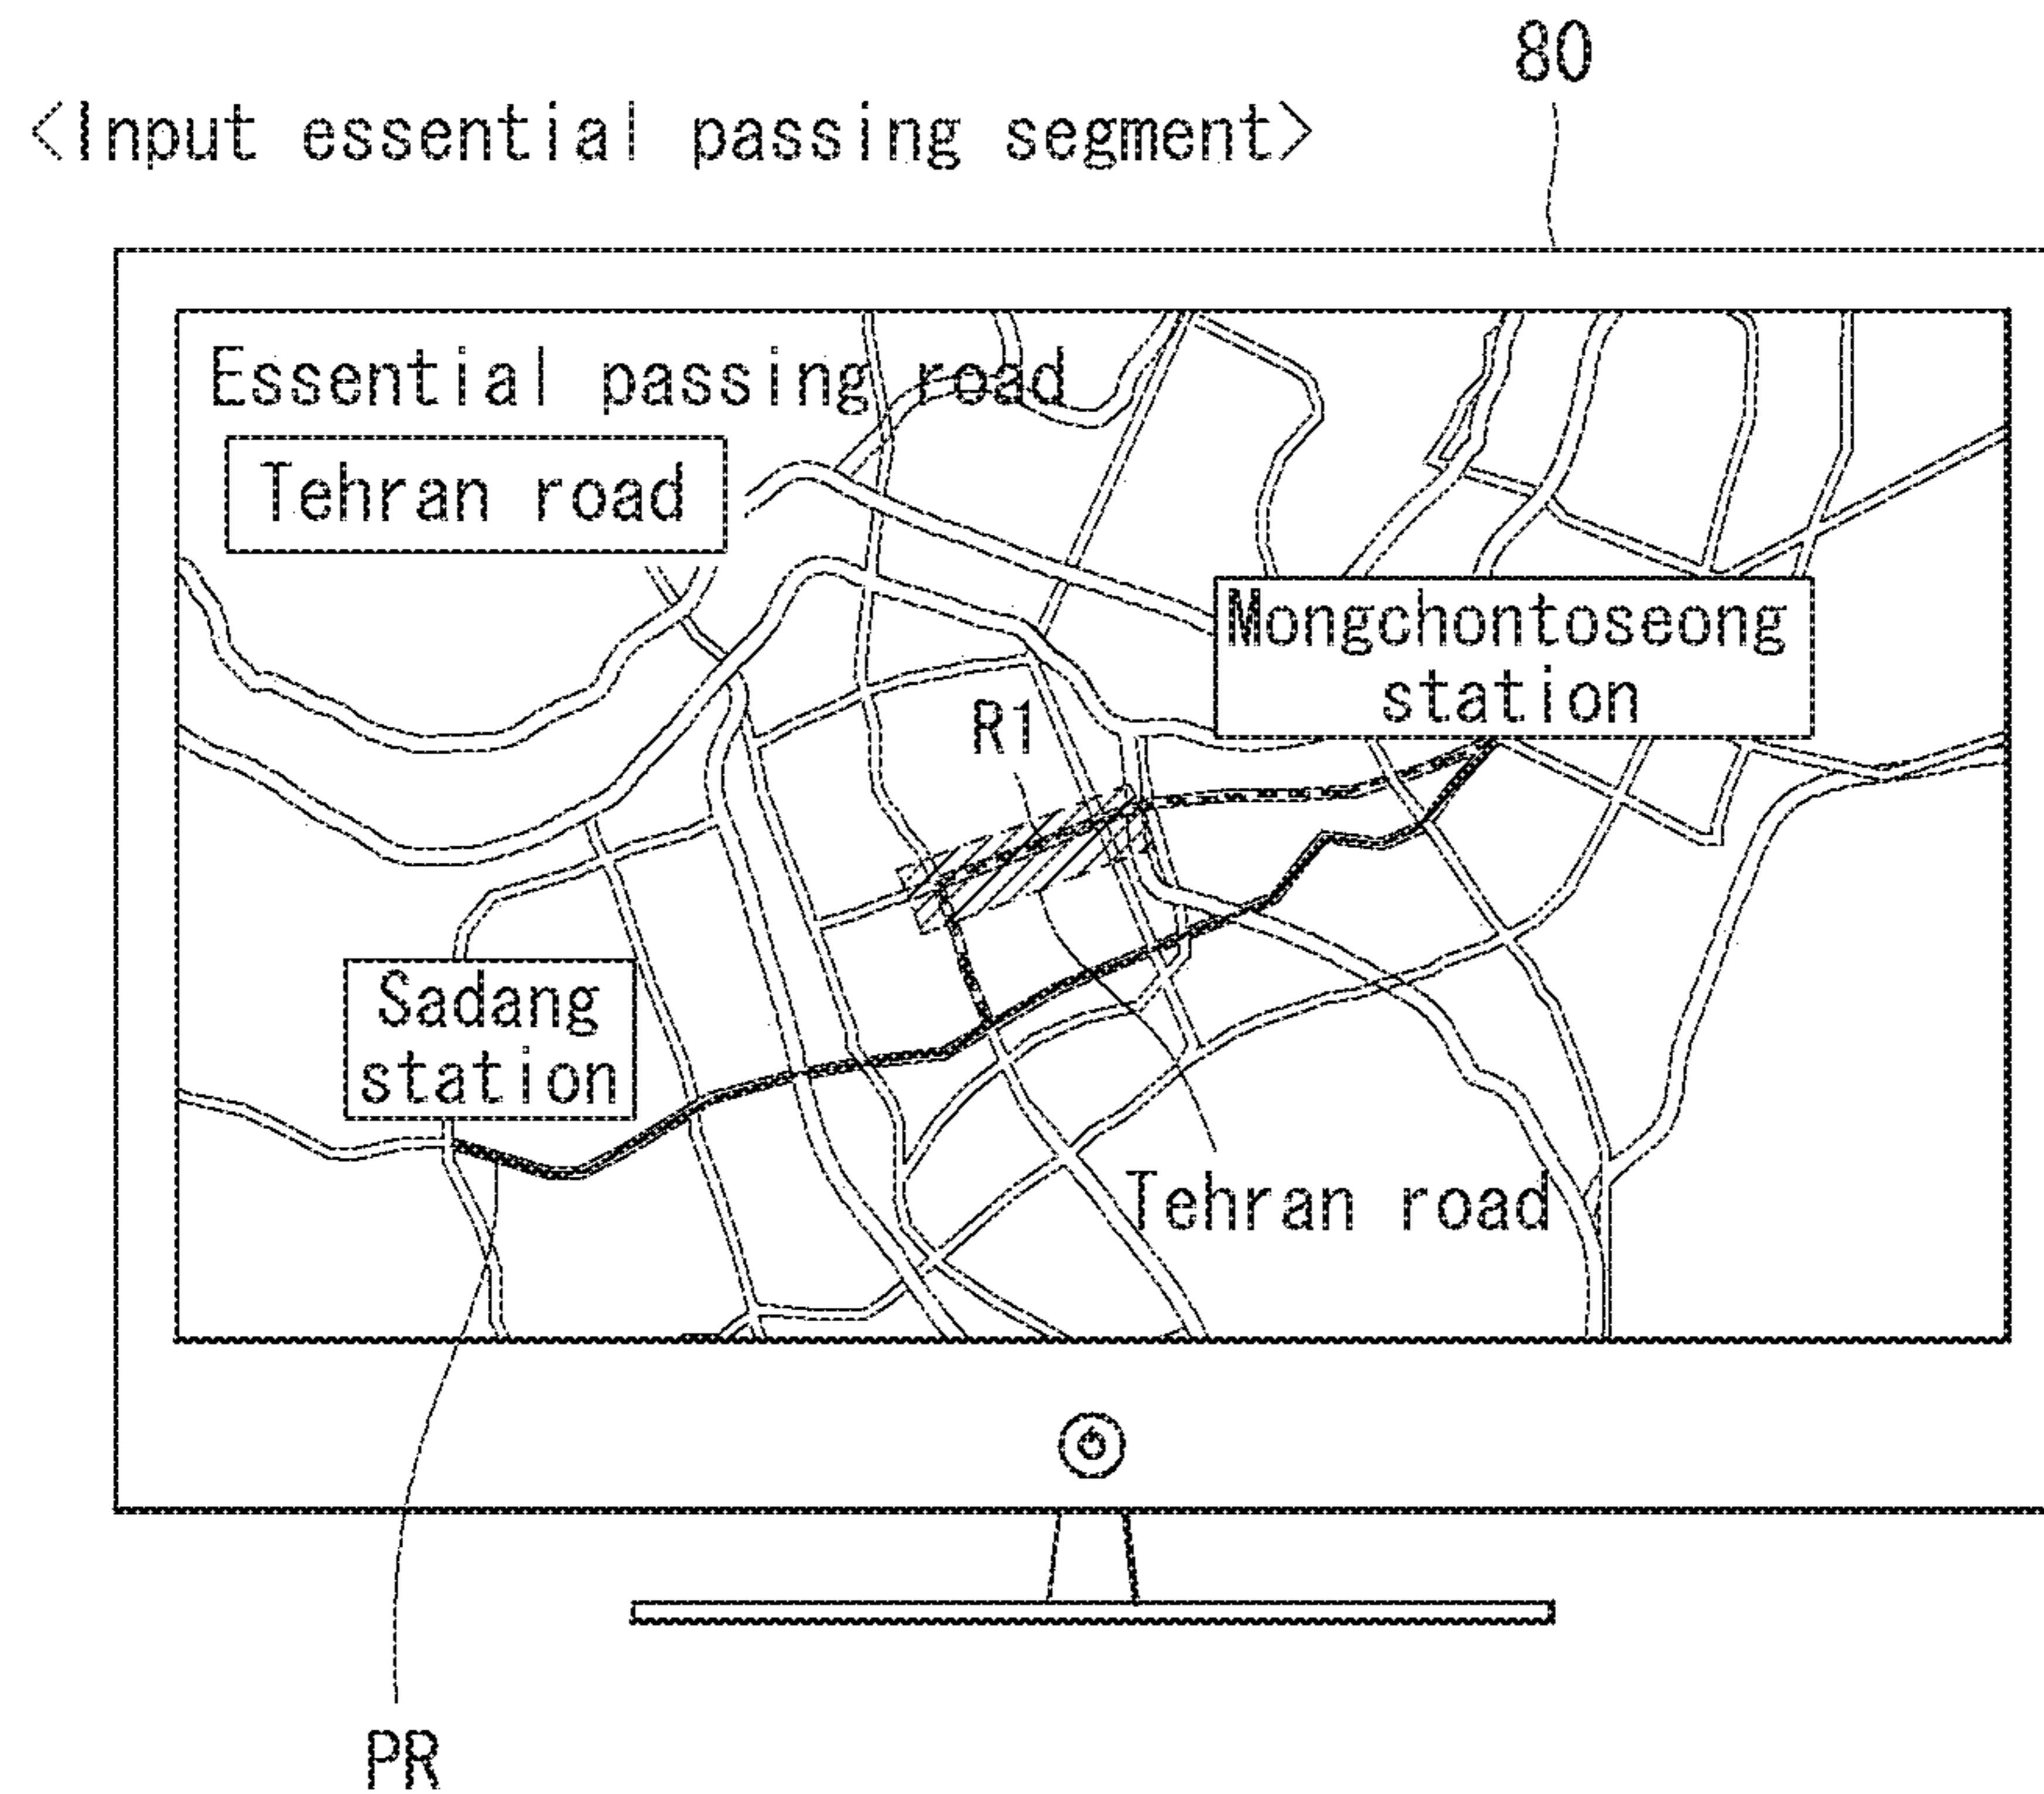 80
<Input essential passing segment>
Essential passing road
Tehran road
Mongchontoseong
station
R1
Sadang
station
Tehran road
PR